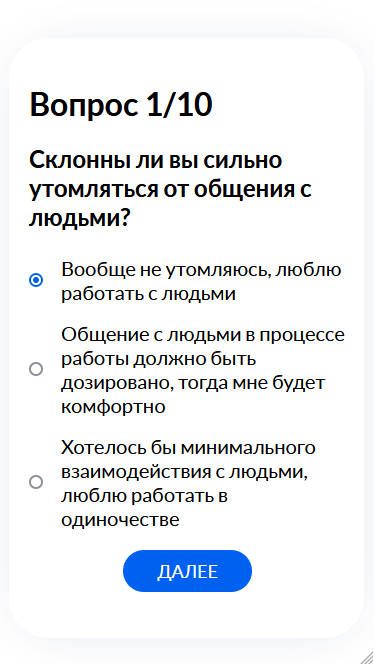 Вопрос 1/10
Склонны ли вы сильно
утомляться от общения с
людьми?
Вообще не утомляюсь, люблю
работать с людьми
Общение с людьми в процессе
работы должно быть
дозировано, тогда мне будет
комфортно
Хотелось бы минимального
взаимодействия с людьми,
люблю работать в
одиночестве
ДАЛЕЕ